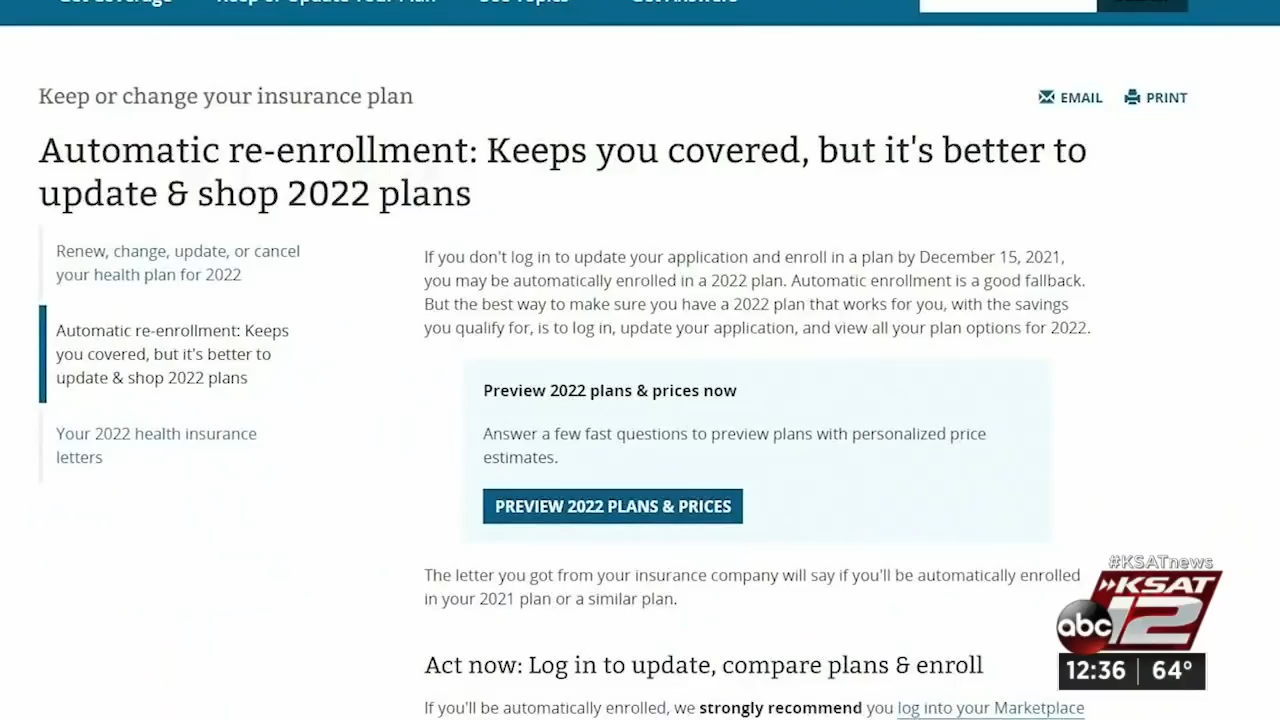 Keep or change your insurance plan
EMAIL
PRINT
Automatic re-enrollment: Keeps you covered, but it's better to
update & shop 2022 plans
Renew, change, update, or cancel
your health plan for 2022
Automatic re-enrollment: Keeps
you covered, but it's better to
update & shop 2022 plans
Your 2022 health insurance
letters
If you don't log in to update your application and enroll in a plan by December 15, 2021,
you may be automatically enrolled in a 2022 plan. Automatic enrollment is a good fallback.
But the best way to make sure you have a 2022 plan that works for you, with the savings
you qualify for, is to log in, update your application, and view all your plan options for 2022.
Preview 2022 plans & prices now
Answer a few fast questions to preview plans with personalized price
estimates.
PREVIEW 2022 PLANS & PRICES
The letter you got from your insurance company will say if you'll be automatically enrolled
in your 2021 plan or a similar plan.
Act now: Log in to update, compare plans & enroll
If you'll be automatically enrolled, we strongly recommend you log into your Marketplace
#KSATnews
KSAT
abc 12
12:36 64°